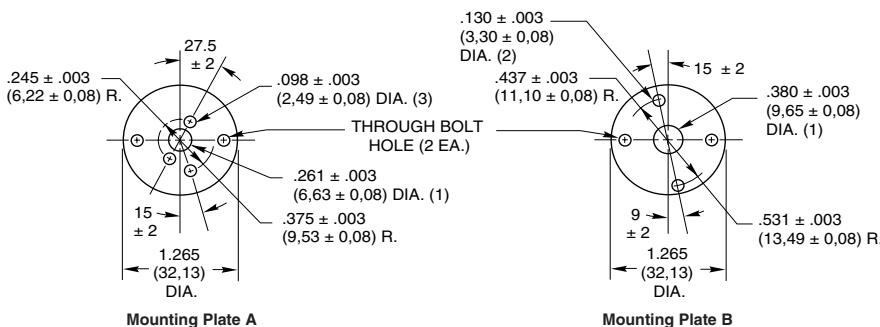 27.5
± 2
.245 ± .003
(6,22 ± 0,08) R.
.098 ± .003
(2,49 ± 0,08) DIA. (3)
THROUGH BOLT
HOLE (2 EA.)
.261 ± .003
(6,63 ± 0,08) DIA. (1)
.375 ± .003
(9,53 ± 0,08) R.
15
± 2
1.265
(32,13)
DIA.
Mounting Plate A
.130 ± .003
(3,30 ± 0,08)
DIA. (2)
15 ± 2
.437 ± .003
(11,10 ± 0,08) R.
.380 ± .003
(9,65 ± 0,08)
DIA. (1)
9
± 2
.531 ± .003
(13,49 ± 0,08) R.
1.265
(32,13)
DIA.
Mounting Plate B